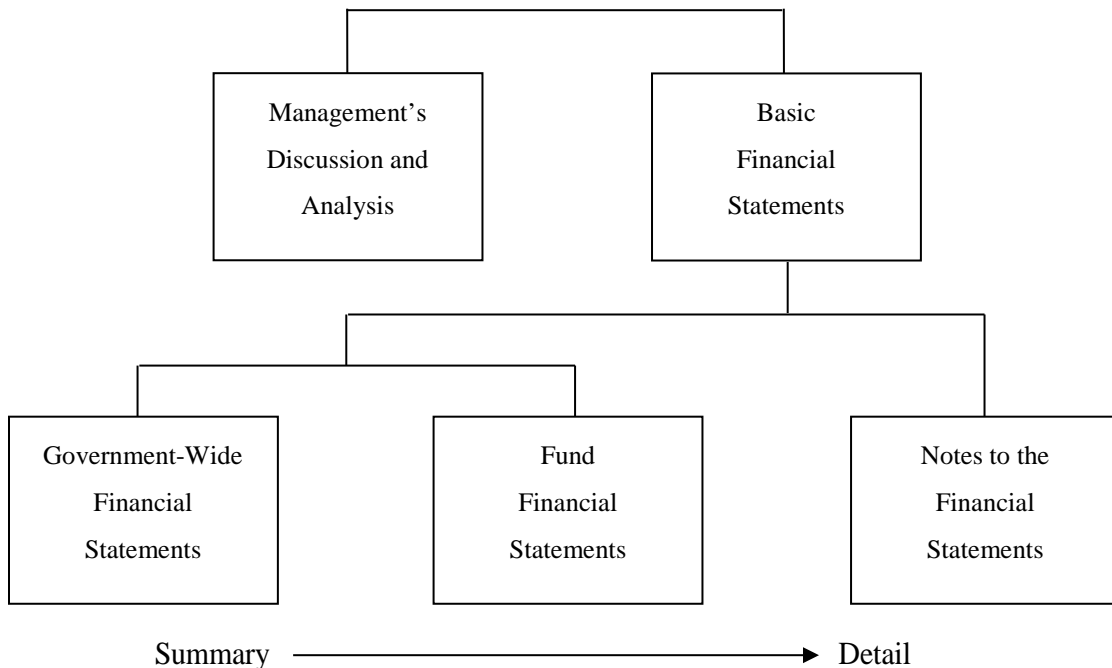 Management’s
Discussion and
Analysis
Basic
Financial
Statements
Government-Wide
Financial
Statements
Fund
Financial
Statements
Notes to the
Financial
Statements
Summary
Detail